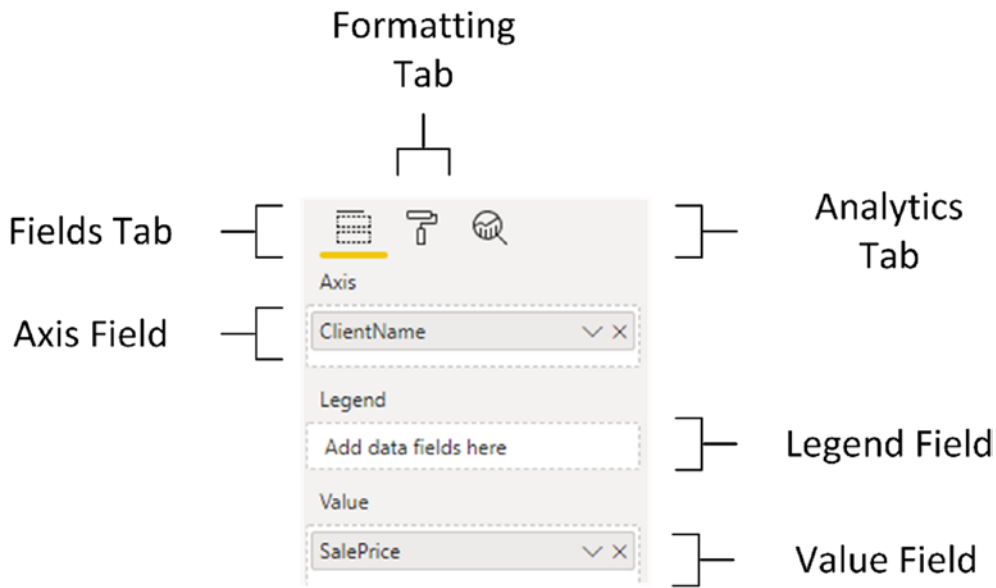 Formatting
Tab
Fields Tab
Analytics
Tab
Axis
Axis Field
ClientName
Legend
Add data fields here
Legend Field
Value
SalePrice
Value Field